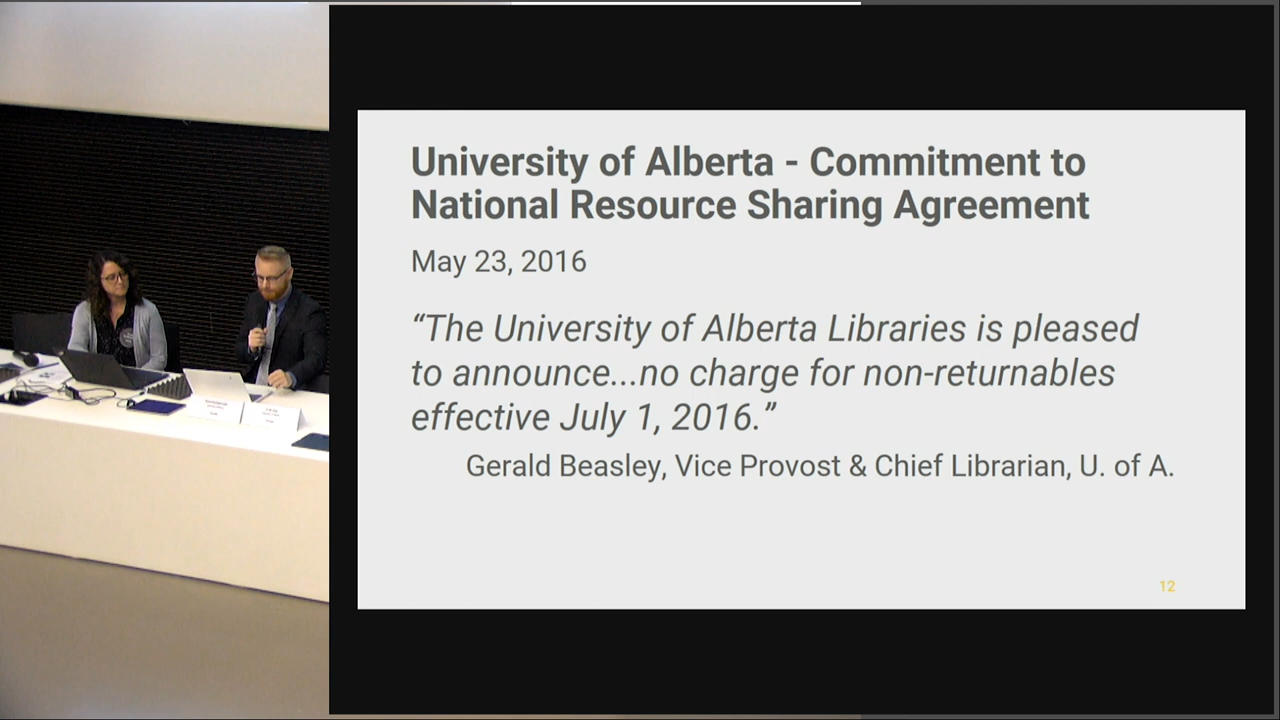 University of Alberta - Commitment to
National Resource Sharing Agreement
May 23, 2016
“The University of Alberta Libraries is pleased
to announce...no charge for non-returnables
effective July 1, 2016.”
Gerald Beasley, Vice Provost & Chief Librarian, U. of A.
12